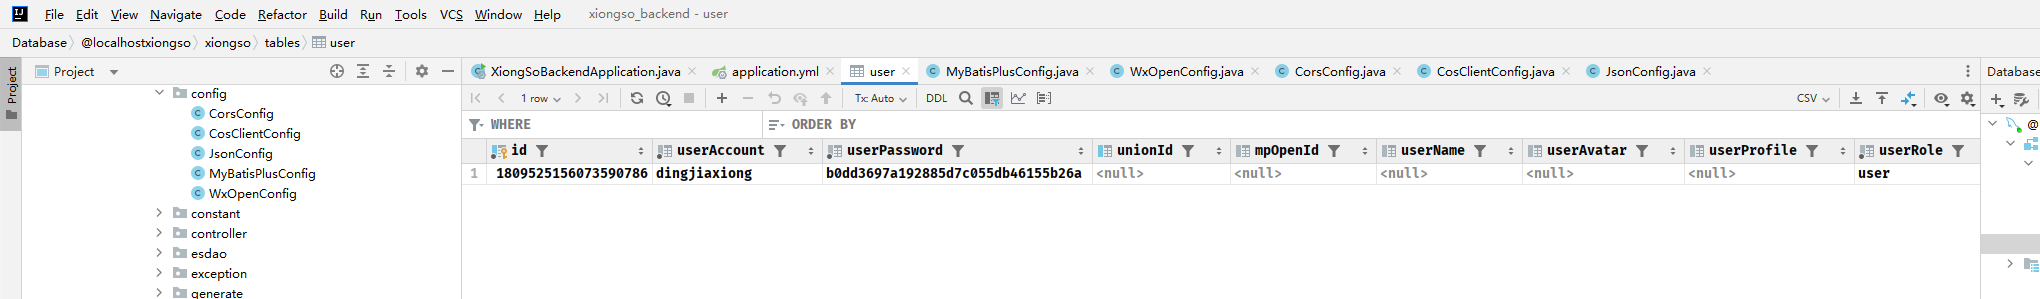 File Edit View Navigate Code Refactor Build Run Tools VCS Window Help xiongso_backend - user
Database @localhostxiongso xiongso tables user
Project
Project
XiongSoBackendApplication.java application.yml user MyBatisPlusConfig.java WxOpenConfig.java CorsConfig.java CosClientConfig.java JsonConfig.java Database
config
CorsConfig
CosClientConfig
JsonConfig
MyBatisPlusConfig
WxOpenConfig
constant
controller
esdao
exception
generate
1 row Tx: Auto DDL CSV
WHERE ORDER BY
id userAccount userPassword unionId mpOpenId userName userAvatar userProfile userRole
1 1809525156073590786 dingjiaxiong b0dd3697a192885d7c055db46155b26a <null> <null> <null> <null> <null> user
@